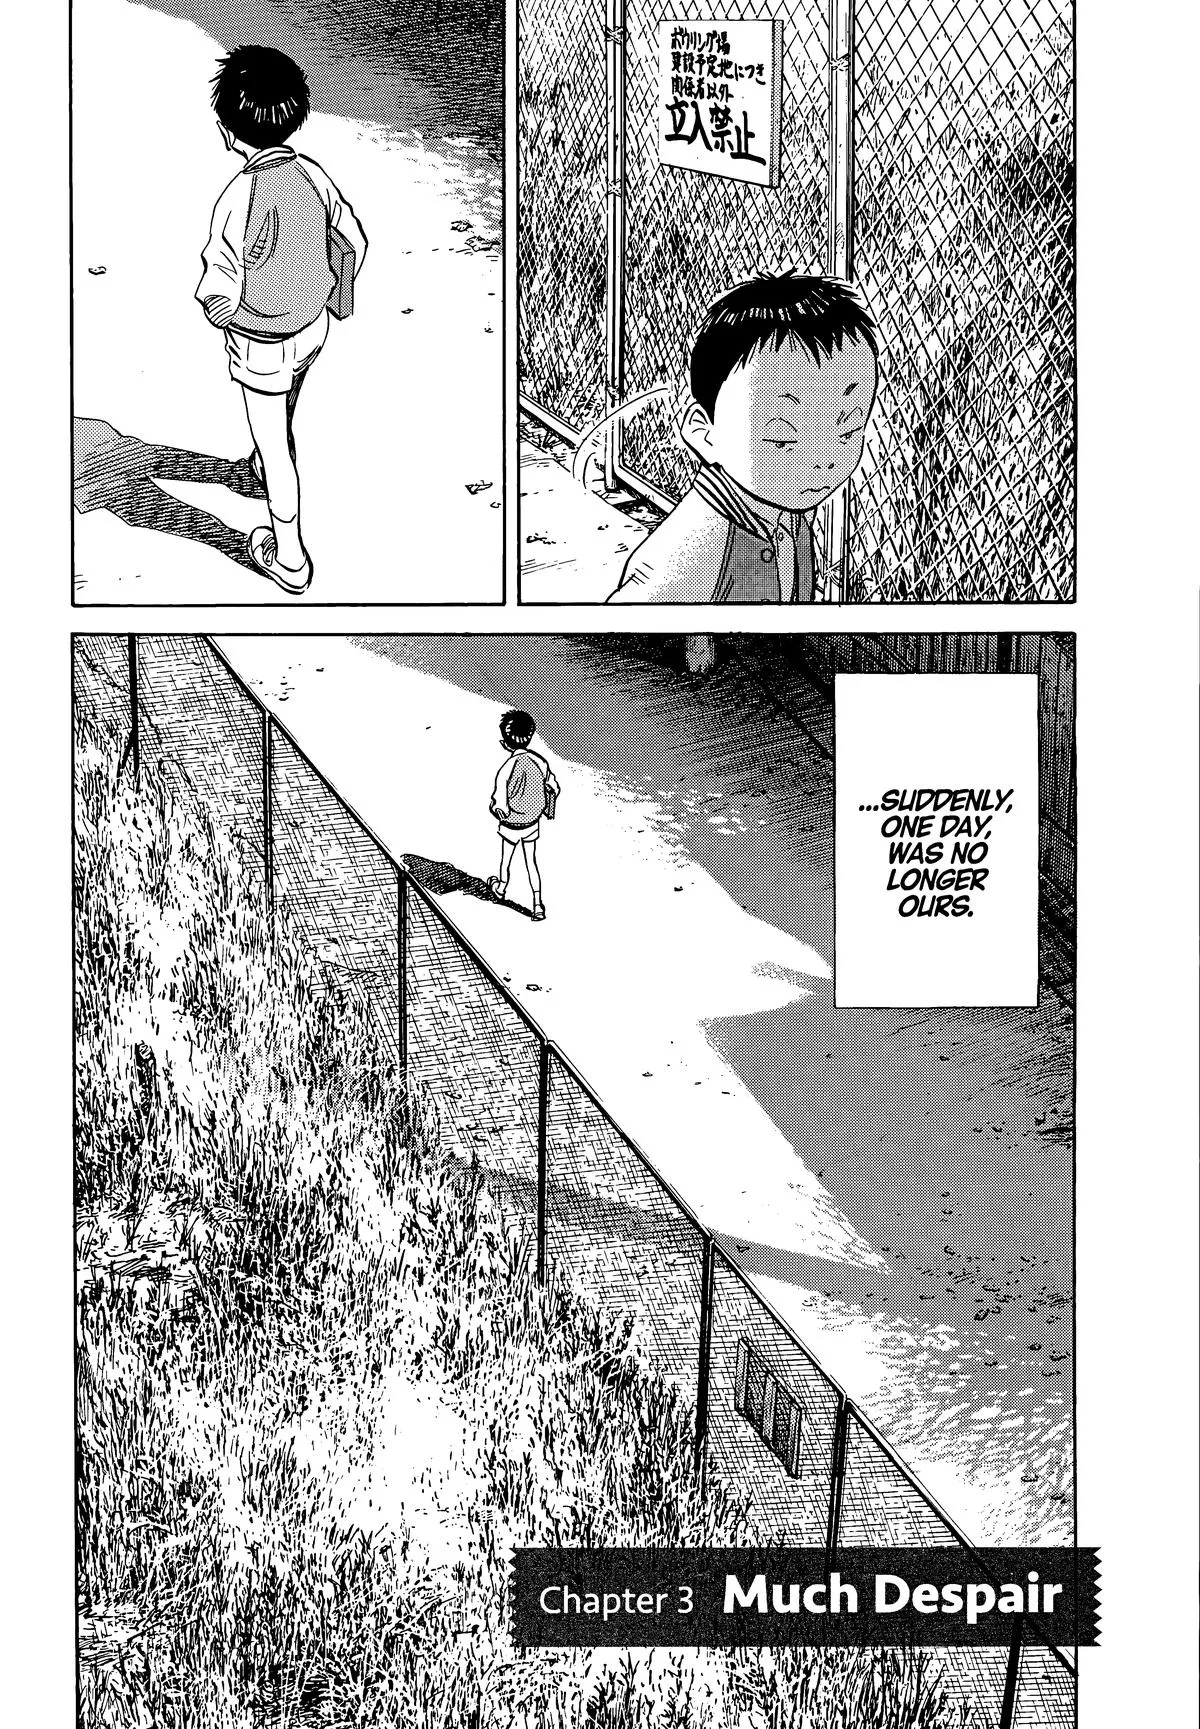 ボウリング場
建設予定地につき
関係者以外
立入禁止
...SUDDENLY,
ONE DAY,
WAS NO
LONGER
OURS.
Chapter 3 Much Despair